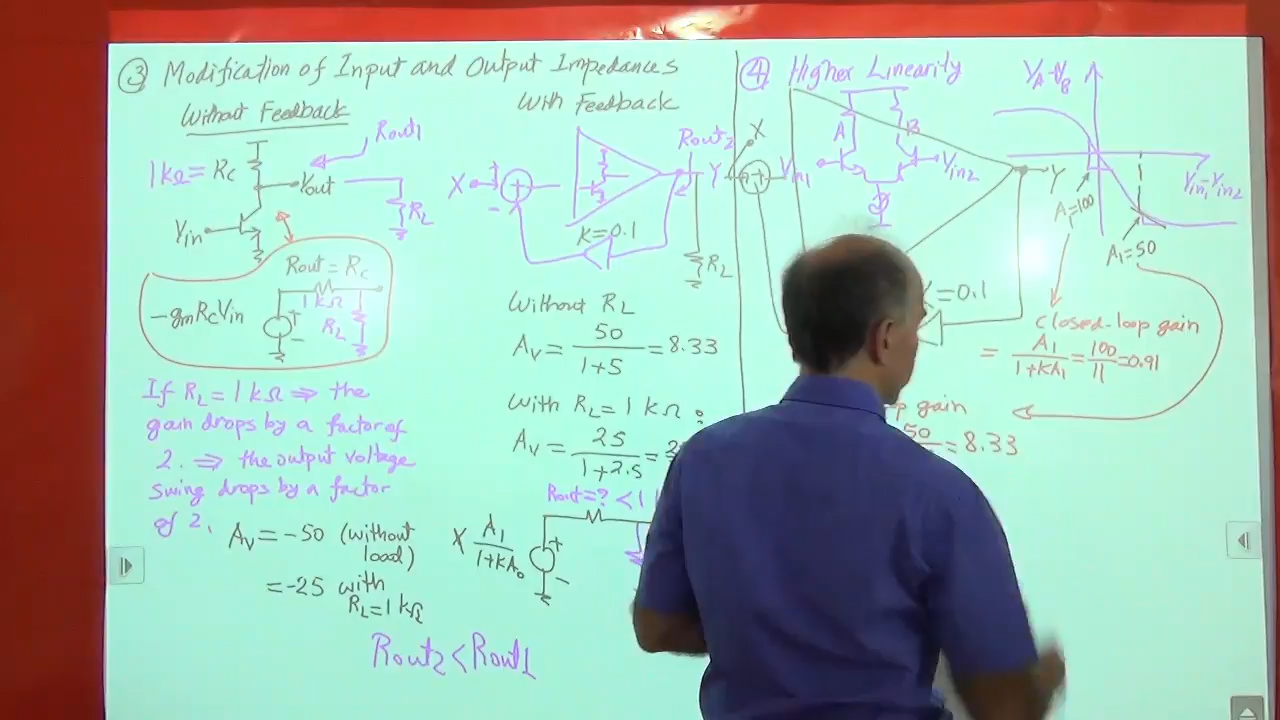 ③ Modification of Input and Output Impedances
Without Feedback
With Feedback
Rout1
1kΩ = Rc
Vout
RL
Vin
Rout = Rc
-gmRcVin
+
1kΩ
RL
-
If RL = 1 kΩ ⇒ the
gain drops by a factor of
2. ⇒ the output voltage
swing drops by a factor
of 2.
Av = -50 (without
load)
= -25 with
RL = 1 kΩ
Rout2 < Rout1
Rout2
X
+
-
Y
K = 0.1
RL
Without RL
Av = 50 / 1+5 = 8.33
With RL = 1 kΩ :
Av = 25 / 1+2.5 =
Rout = ? < 1
X A1 / 1+KA0
+
-
④ Higher Linearity
X
+
A
B
Vin1
Vin2
Y
= 0.1
VA-VB
Vin1-Vin2
A1=100
A1=50
closed-loop gain
= A1 / 1+KA1 = 100 / 11 = 0.91
gain
50
= 8.33